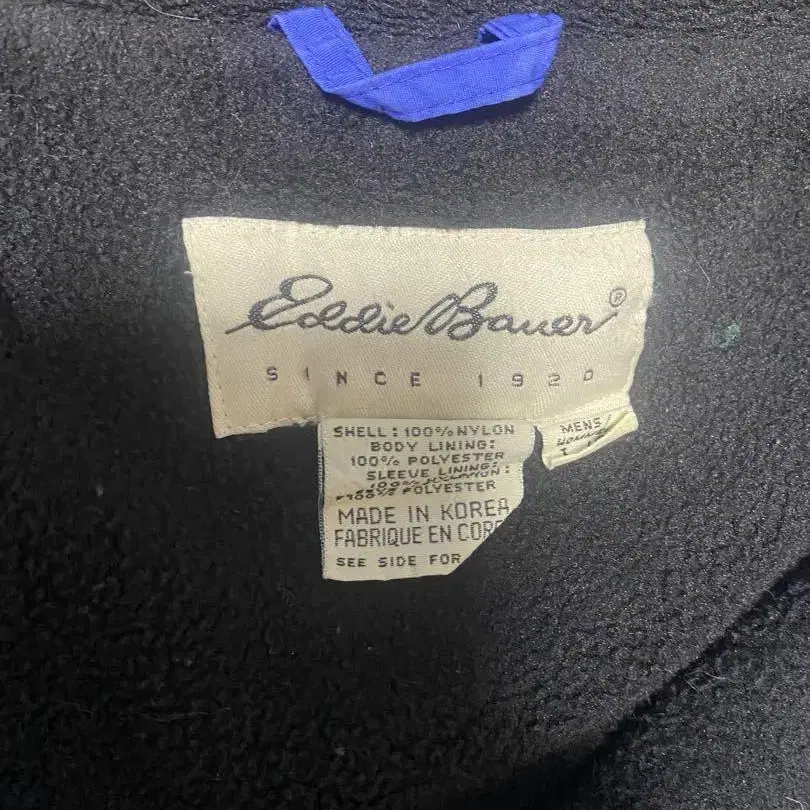 Eddie Bauer®
SINCE 1920
SHELL: 100% NYLON
BODY LINING:
100% POLYESTER
SLEEVE LINING:
100% POLYESTER
MADE IN KOREA
FABRIQUE EN COR
SEE SIDE FOR
MENS/